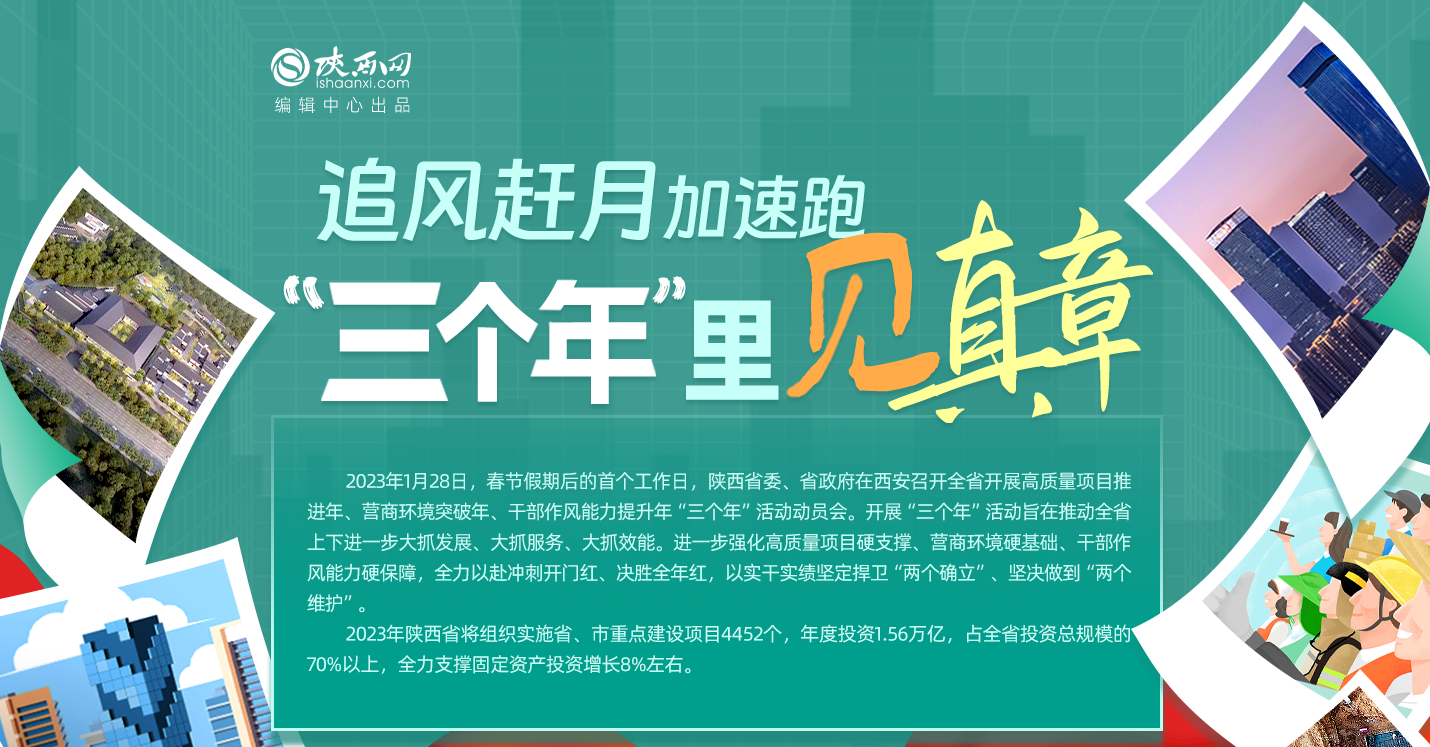 陕西网
ishaanxi.com
编辑中心出品
追风赶月加速跑
“三个年”里见真章
2023年1月28日，春节假期后的首个工作日，陕西省委、省政府在西安召开全省开展高质量项目推
进年、营商环境突破年、干部作风能力提升年“三个年”活动动员会。开展“三个年”活动旨在推动全省
上下进一步大抓发展、大抓服务、大抓效能。进一步强化高质量项目硬支撑、营商环境硬基础、干部作
风能力硬保障，全力以赴冲刺开门红、决胜全年红，以实干实绩坚定捍卫“两个确立”、坚决做到“两个
维护”。
2023年陕西省将组织实施省、市重点建设项目4452个，年度投资1.56万亿，占全省投资总规模的
70%以上，全力支撑固定资产投资增长8%左右。